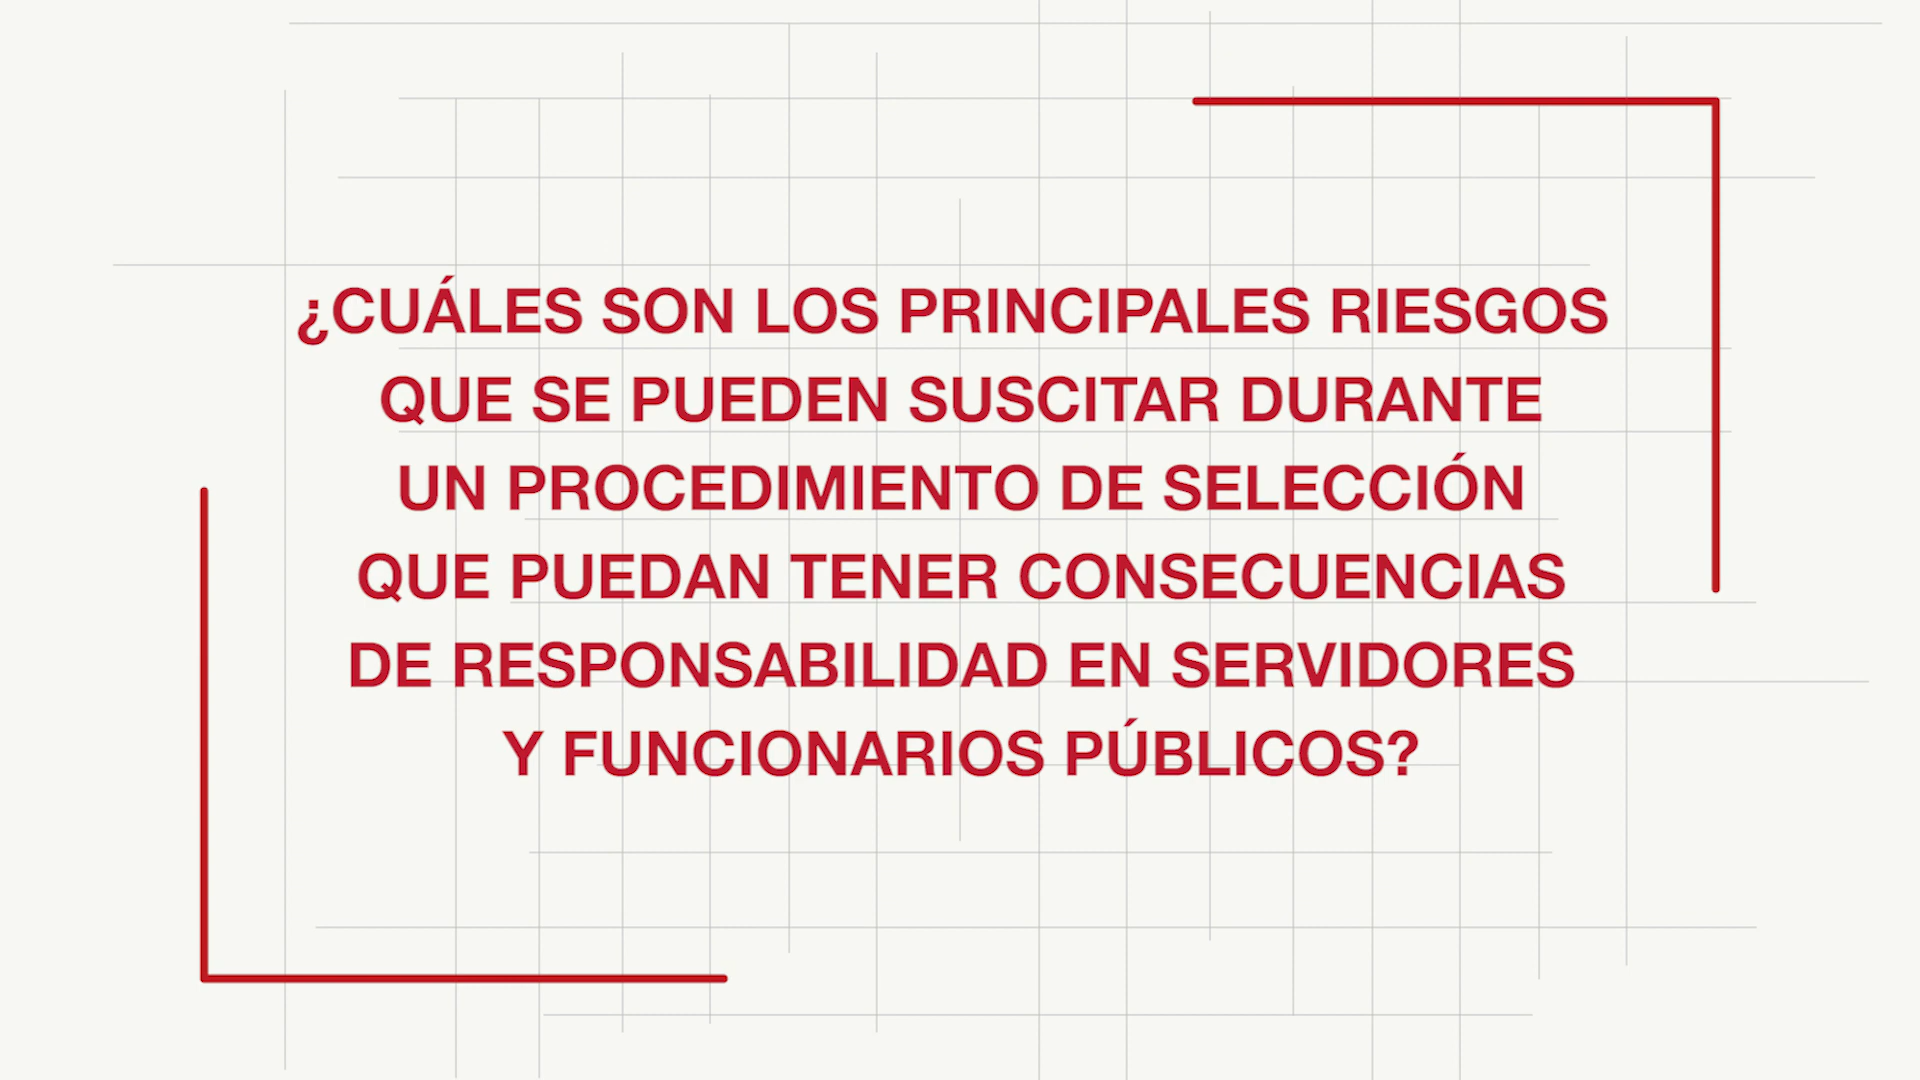 ¿CUÁLES SON LOS PRINCIPALES RIESGOS
QUE SE PUEDEN SUSCITAR DURANTE
UN PROCEDIMIENTO DE SELECCIÓN
QUE PUEDAN TENER CONSECUENCIAS
DE RESPONSABILIDAD EN SERVIDORES
Y FUNCIONARIOS PÚBLICOS?